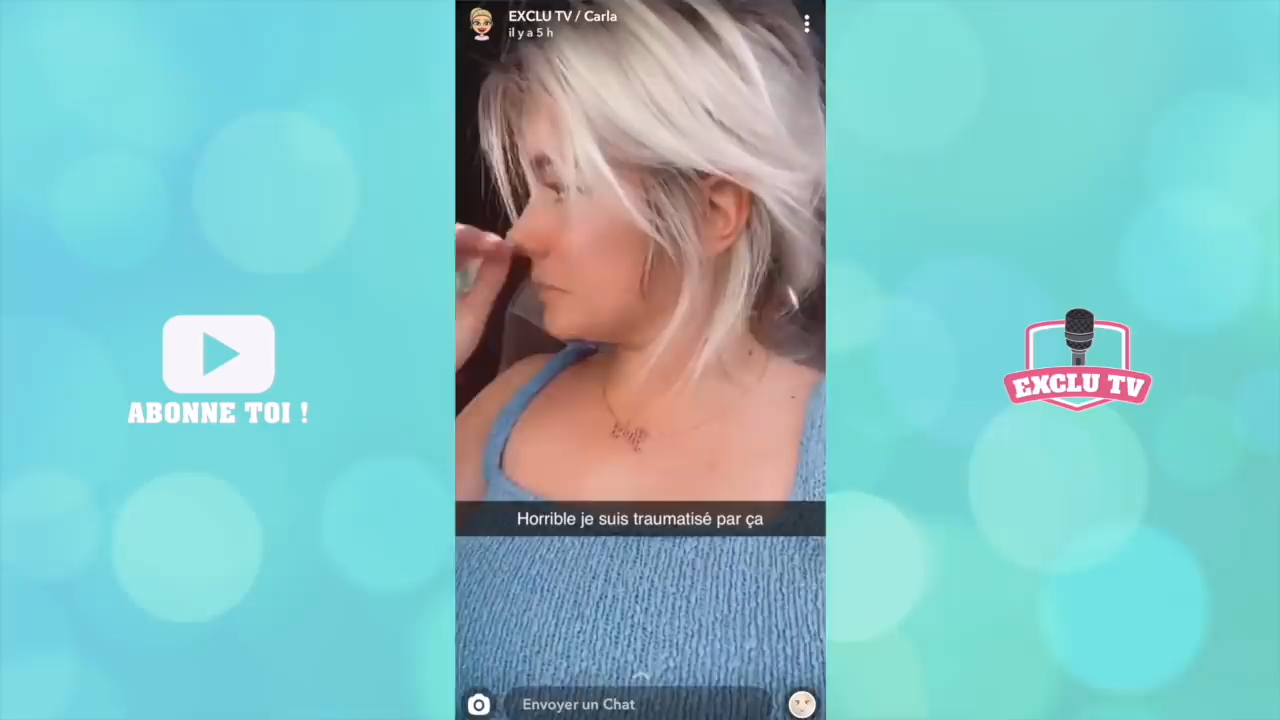 EXCLU TV / Carla
il y a 5 h
ABONNE TOI !
EXCLU TV
Horrible je suis traumatisé par ça
Envoyer un Chat